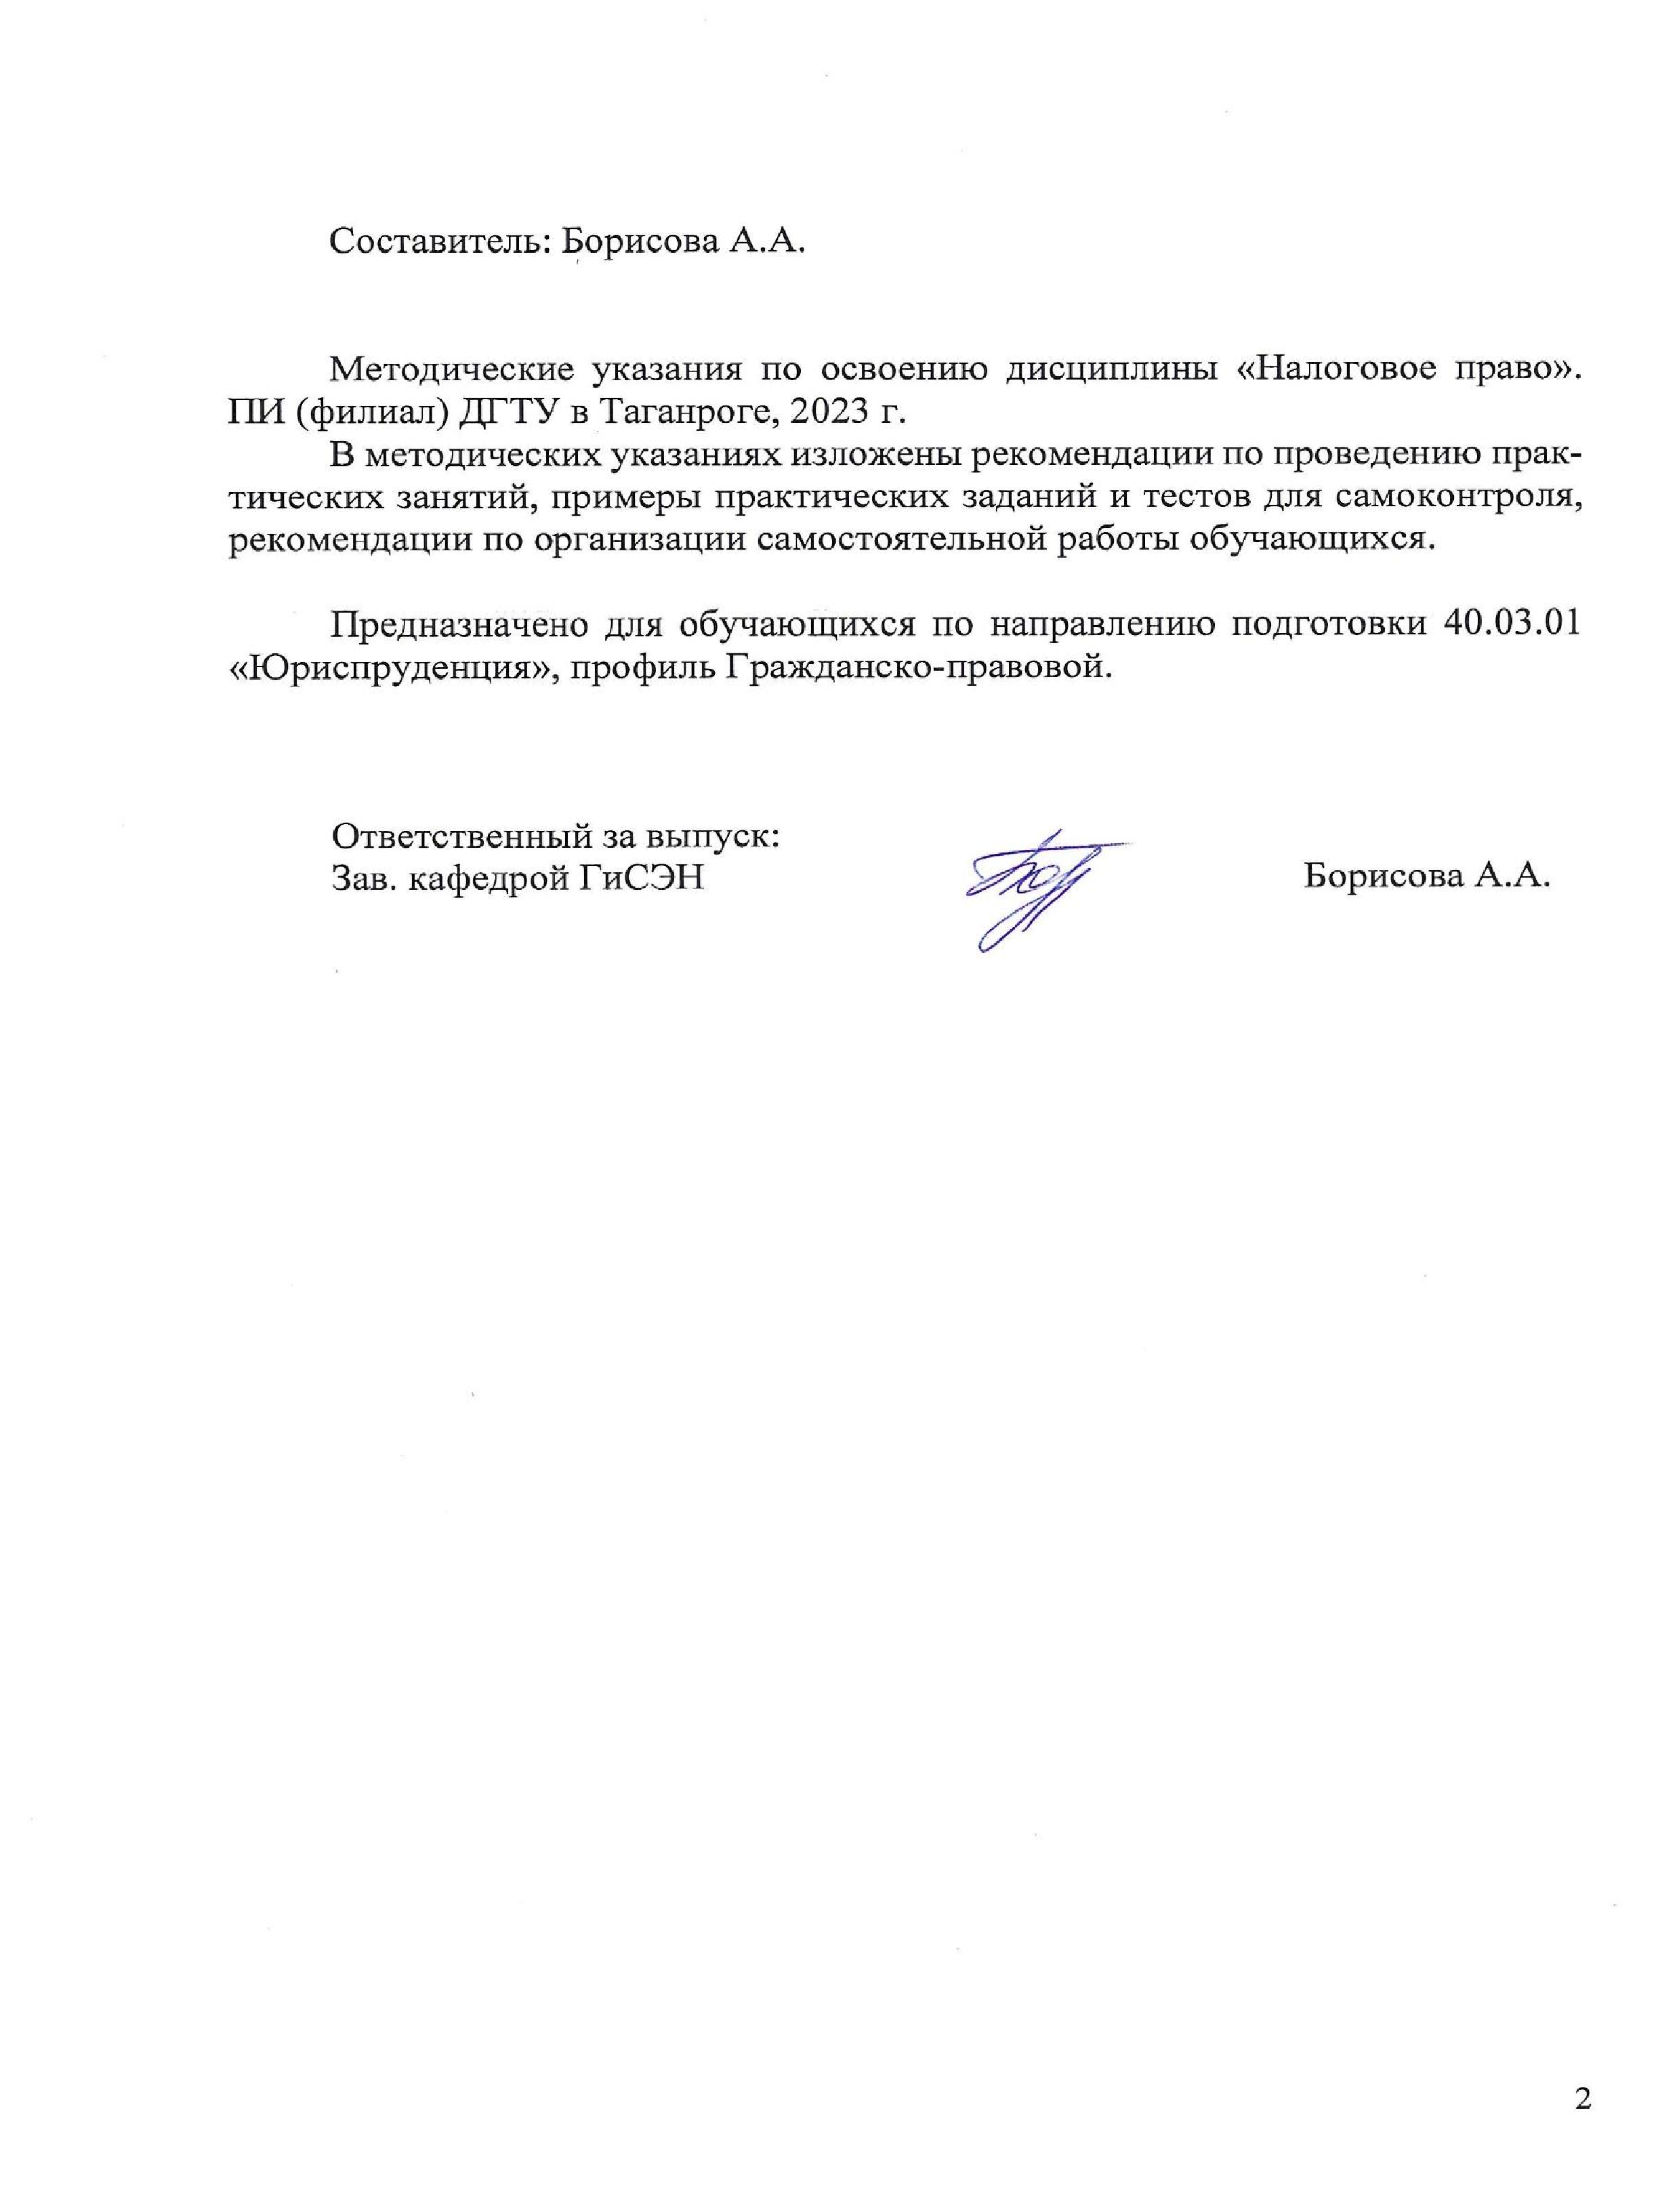 Составитель: Борисова А.А.
Методические указания по освоению дисциплины «Налоговое право».
ПИ (филиал) ДГТУ в Таганроге, 2023 г.
В методических указаниях изложены рекомендации по проведению прак-
тических занятий, примеры практических заданий и тестов для самоконтроля,
рекомендации по организации самостоятельной работы обучающихся.
Предназначено для обучающихся по направлению подготовки 40.03.01
«Юриспруденция», профиль Гражданско-правовой.
Ответственный за выпуск:
Зав. кафедрой ГиСЭН Борисова А.А.
2